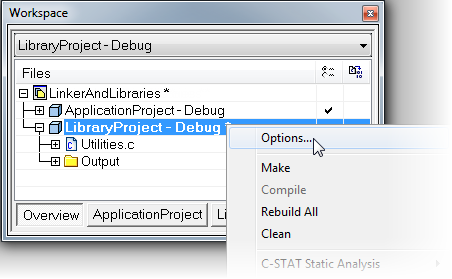 Workspace
LibraryProject - Debug
Files
LinkerAndLibraries *
ApplicationProject - Debug
LibraryProject - Debug *
Options...
Utilities.c
Output
Make
Compile
Rebuild All
Clean
Overview
ApplicationProject
Li
C-STAT Static Analysis